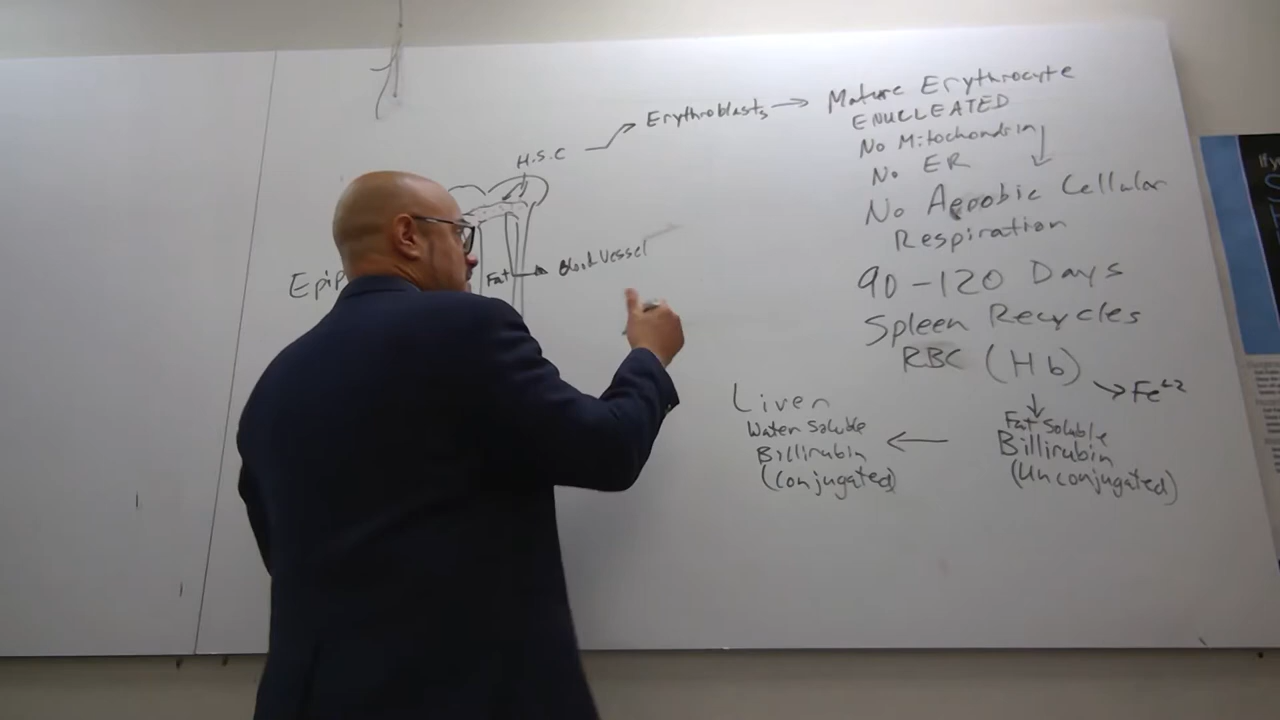 H.S.C
Erythroblasts
Mature Erythrocyte
ENUCLEATED
No Mitochondria
No ER
No Aerobic Cellular
Respiration
Epip
Fat
Blood Vessel
90-120 Days
Spleen Recycles
RBC (Hb)
Fe+2
Fat Soluble
Billirubin
(Unconjugated)
Liver
Water Soluble
Billirubin
(Conjugated)